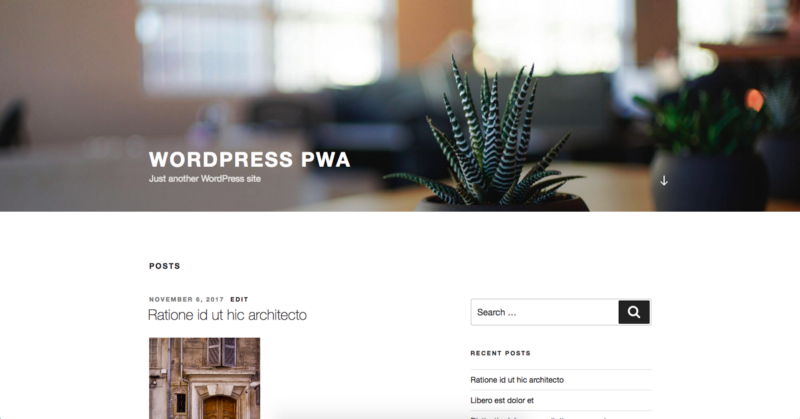 WORDPRESS PWA
Just another WordPress site
POSTS
NOVEMBER 6, 2017 EDIT
Ratione id ut hic architecto
Search …
RECENT POSTS
Ratione id ut hic architecto
Libero est dolor et